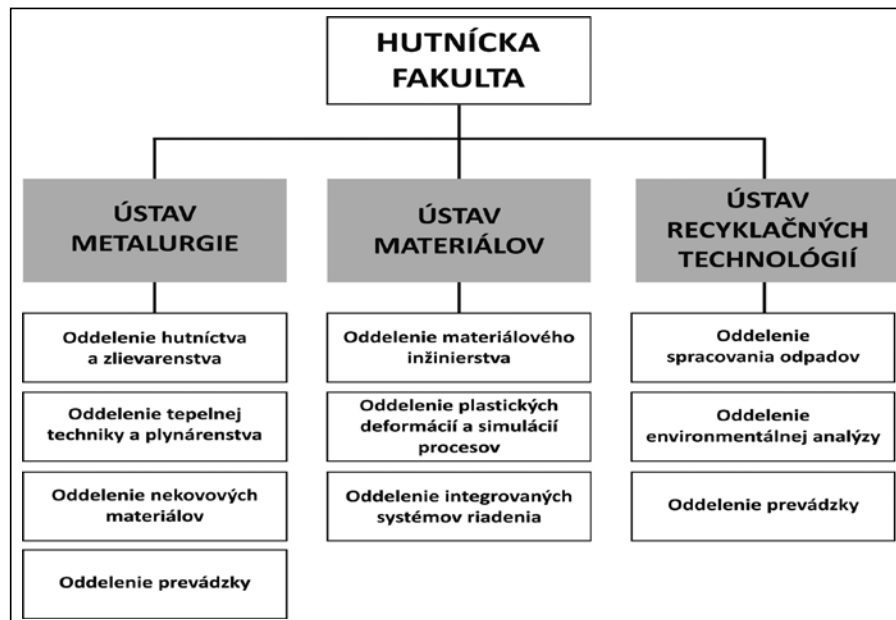 HUTNÍCKA
FAKULTA
ÚSTAV
METALURGIE
Oddelenie hutníctva
a zlievarenstva
Oddelenie tepelnej
techniky a plynárenstva
Oddelenie nekovových
materiálov
Oddelenie prevádzky
ÚSTAV
MATERIÁLOV
Oddelenie materiálového
inžinierstva
Oddelenie plastických
deformácií a simulácií
procesov
Oddelenie integrovaných
systémov riadenia
ÚSTAV
RECYKLAČNÝCH
TECHNOLÓGIÍ
Oddelenie
spracovania odpadov
Oddelenie
environmentálnej analýzy
Oddelenie prevádzky